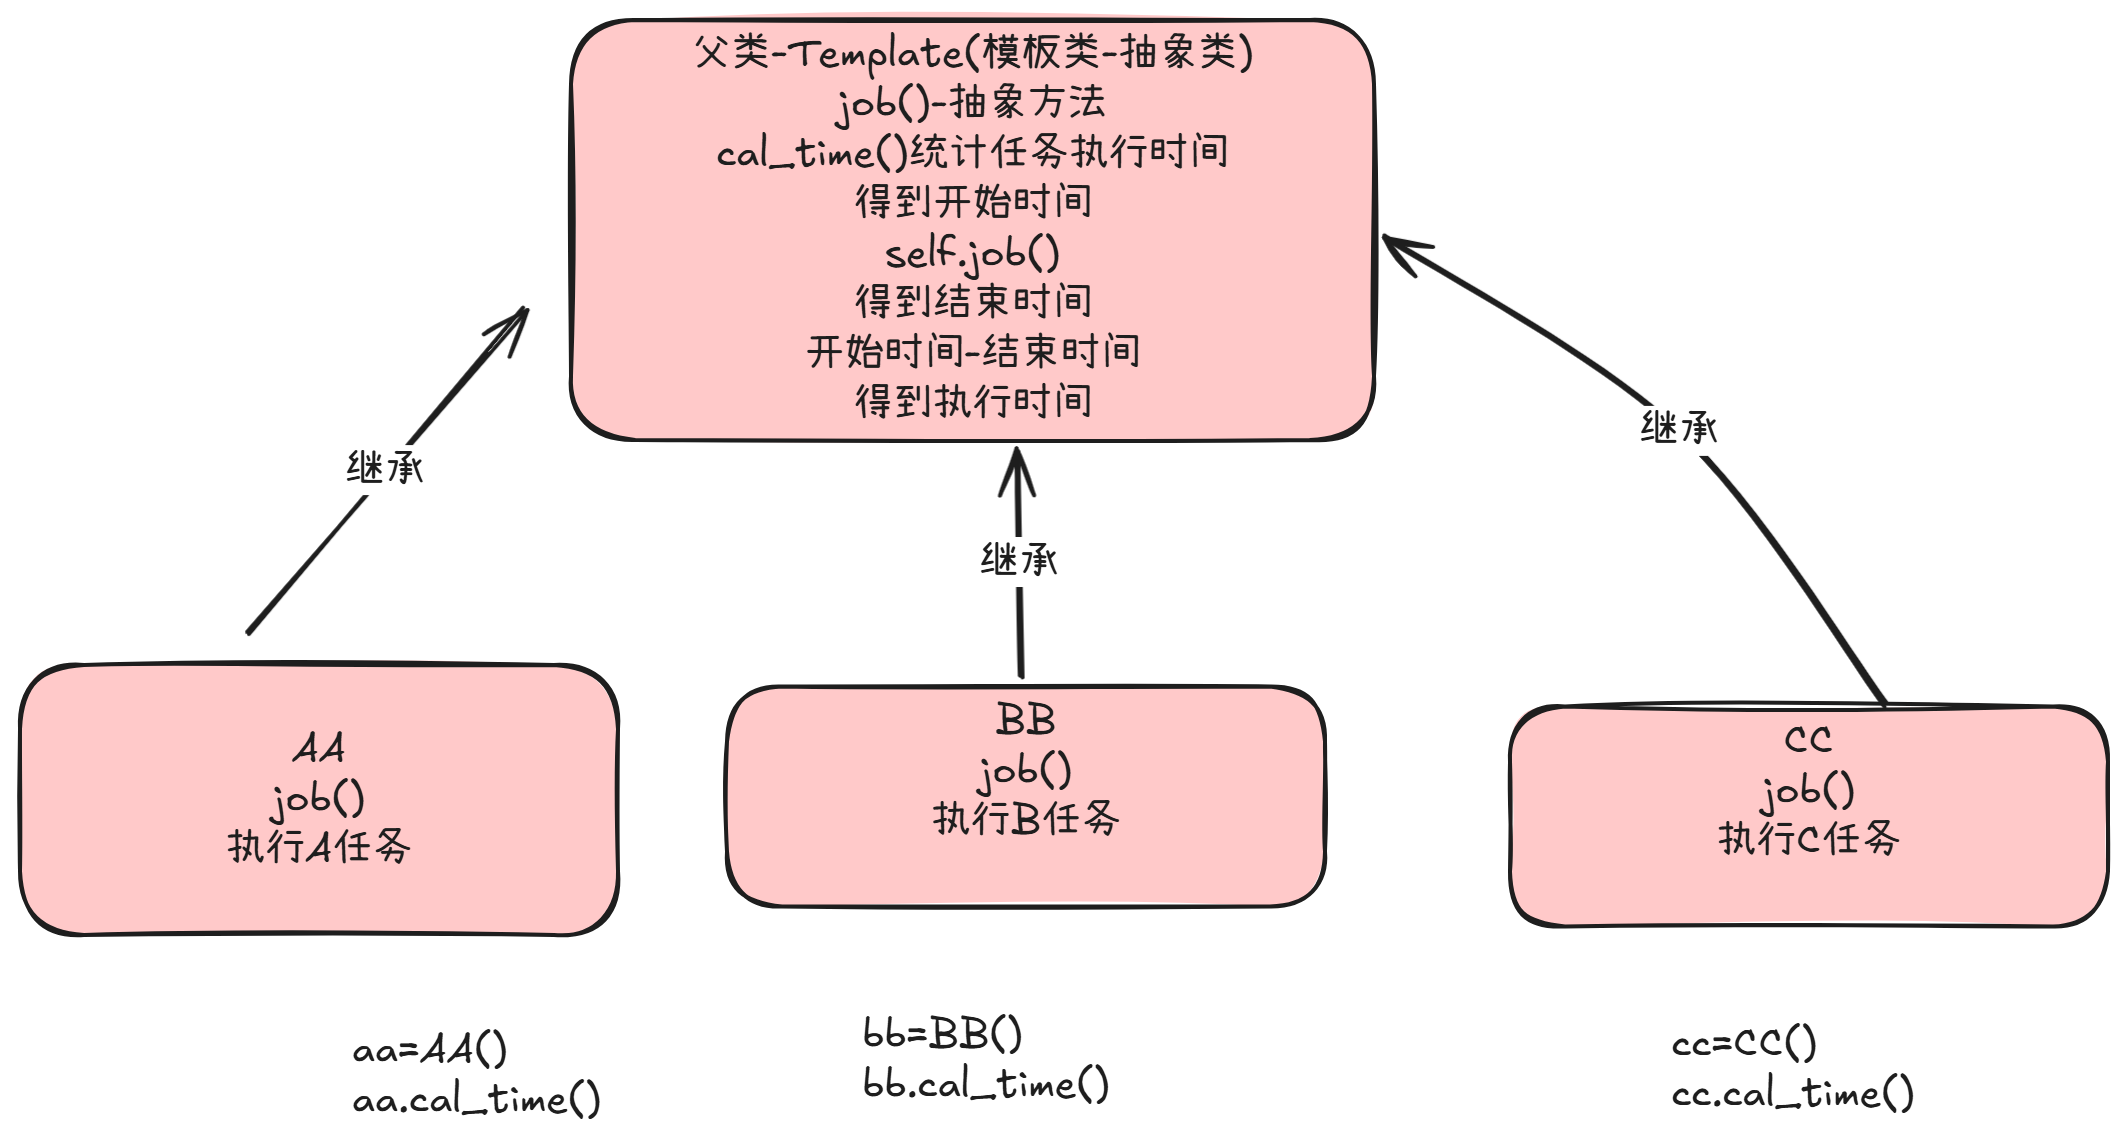 父类-Template(模板类-抽象类)
job()-抽象方法
cal_time()统计任务执行时间
得到开始时间
self.job()
得到结束时间
开始时间-结束时间
得到执行时间
继承
继承
继承
AA
job()
执行A任务
BB
job()
执行B任务
CC
job()
执行C任务
aa=AA()
aa.cal_time()
bb=BB()
bb.cal_time()
cc=CC()
cc.cal_time()